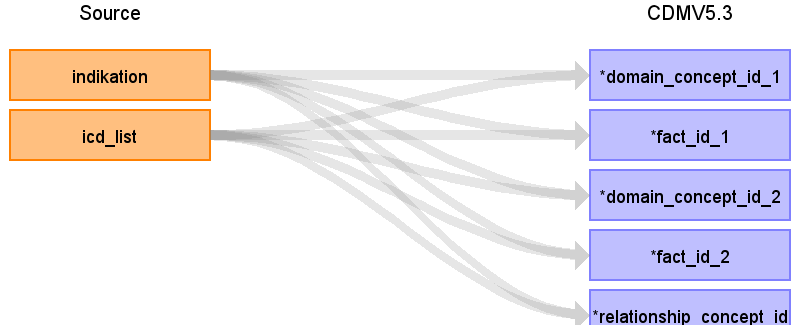 Source
CDMV5.3
indikation
*domain_concept_id_1
icd_list
*fact_id_1
*domain_concept_id_2
*fact_id_2
*relationship_concept_id